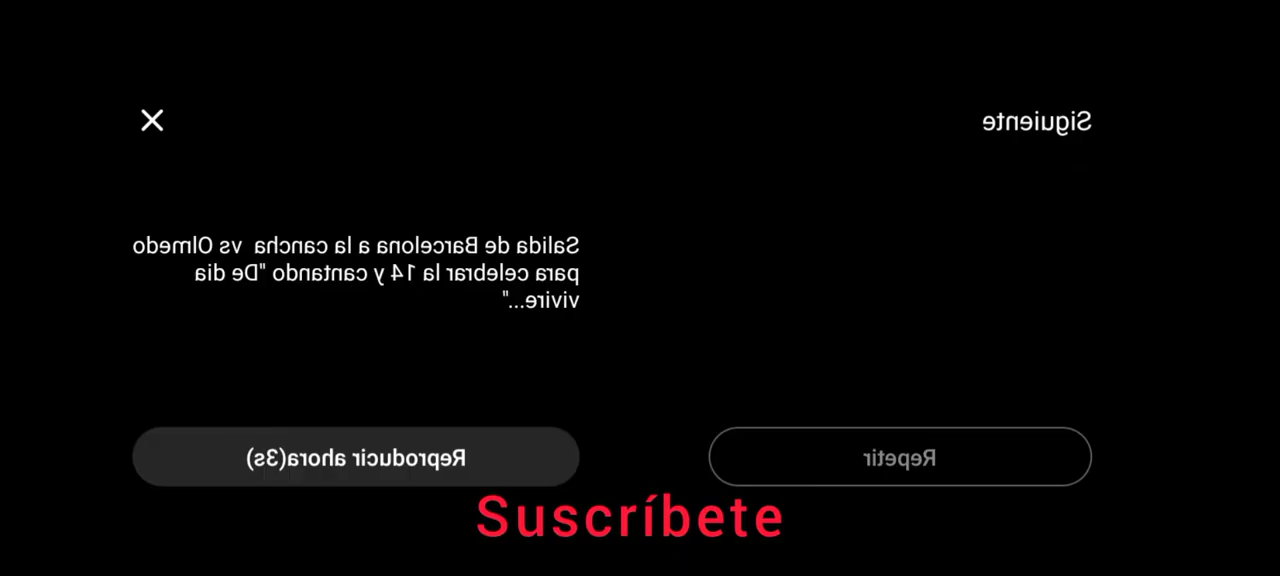 Siguiente
Salida de Barcelona a la cancha  vs Olmedo
para celebrar la 14 y cantando "De dia
vivire..."
Repetir
Reproducir ahora(3s)
Suscríbete